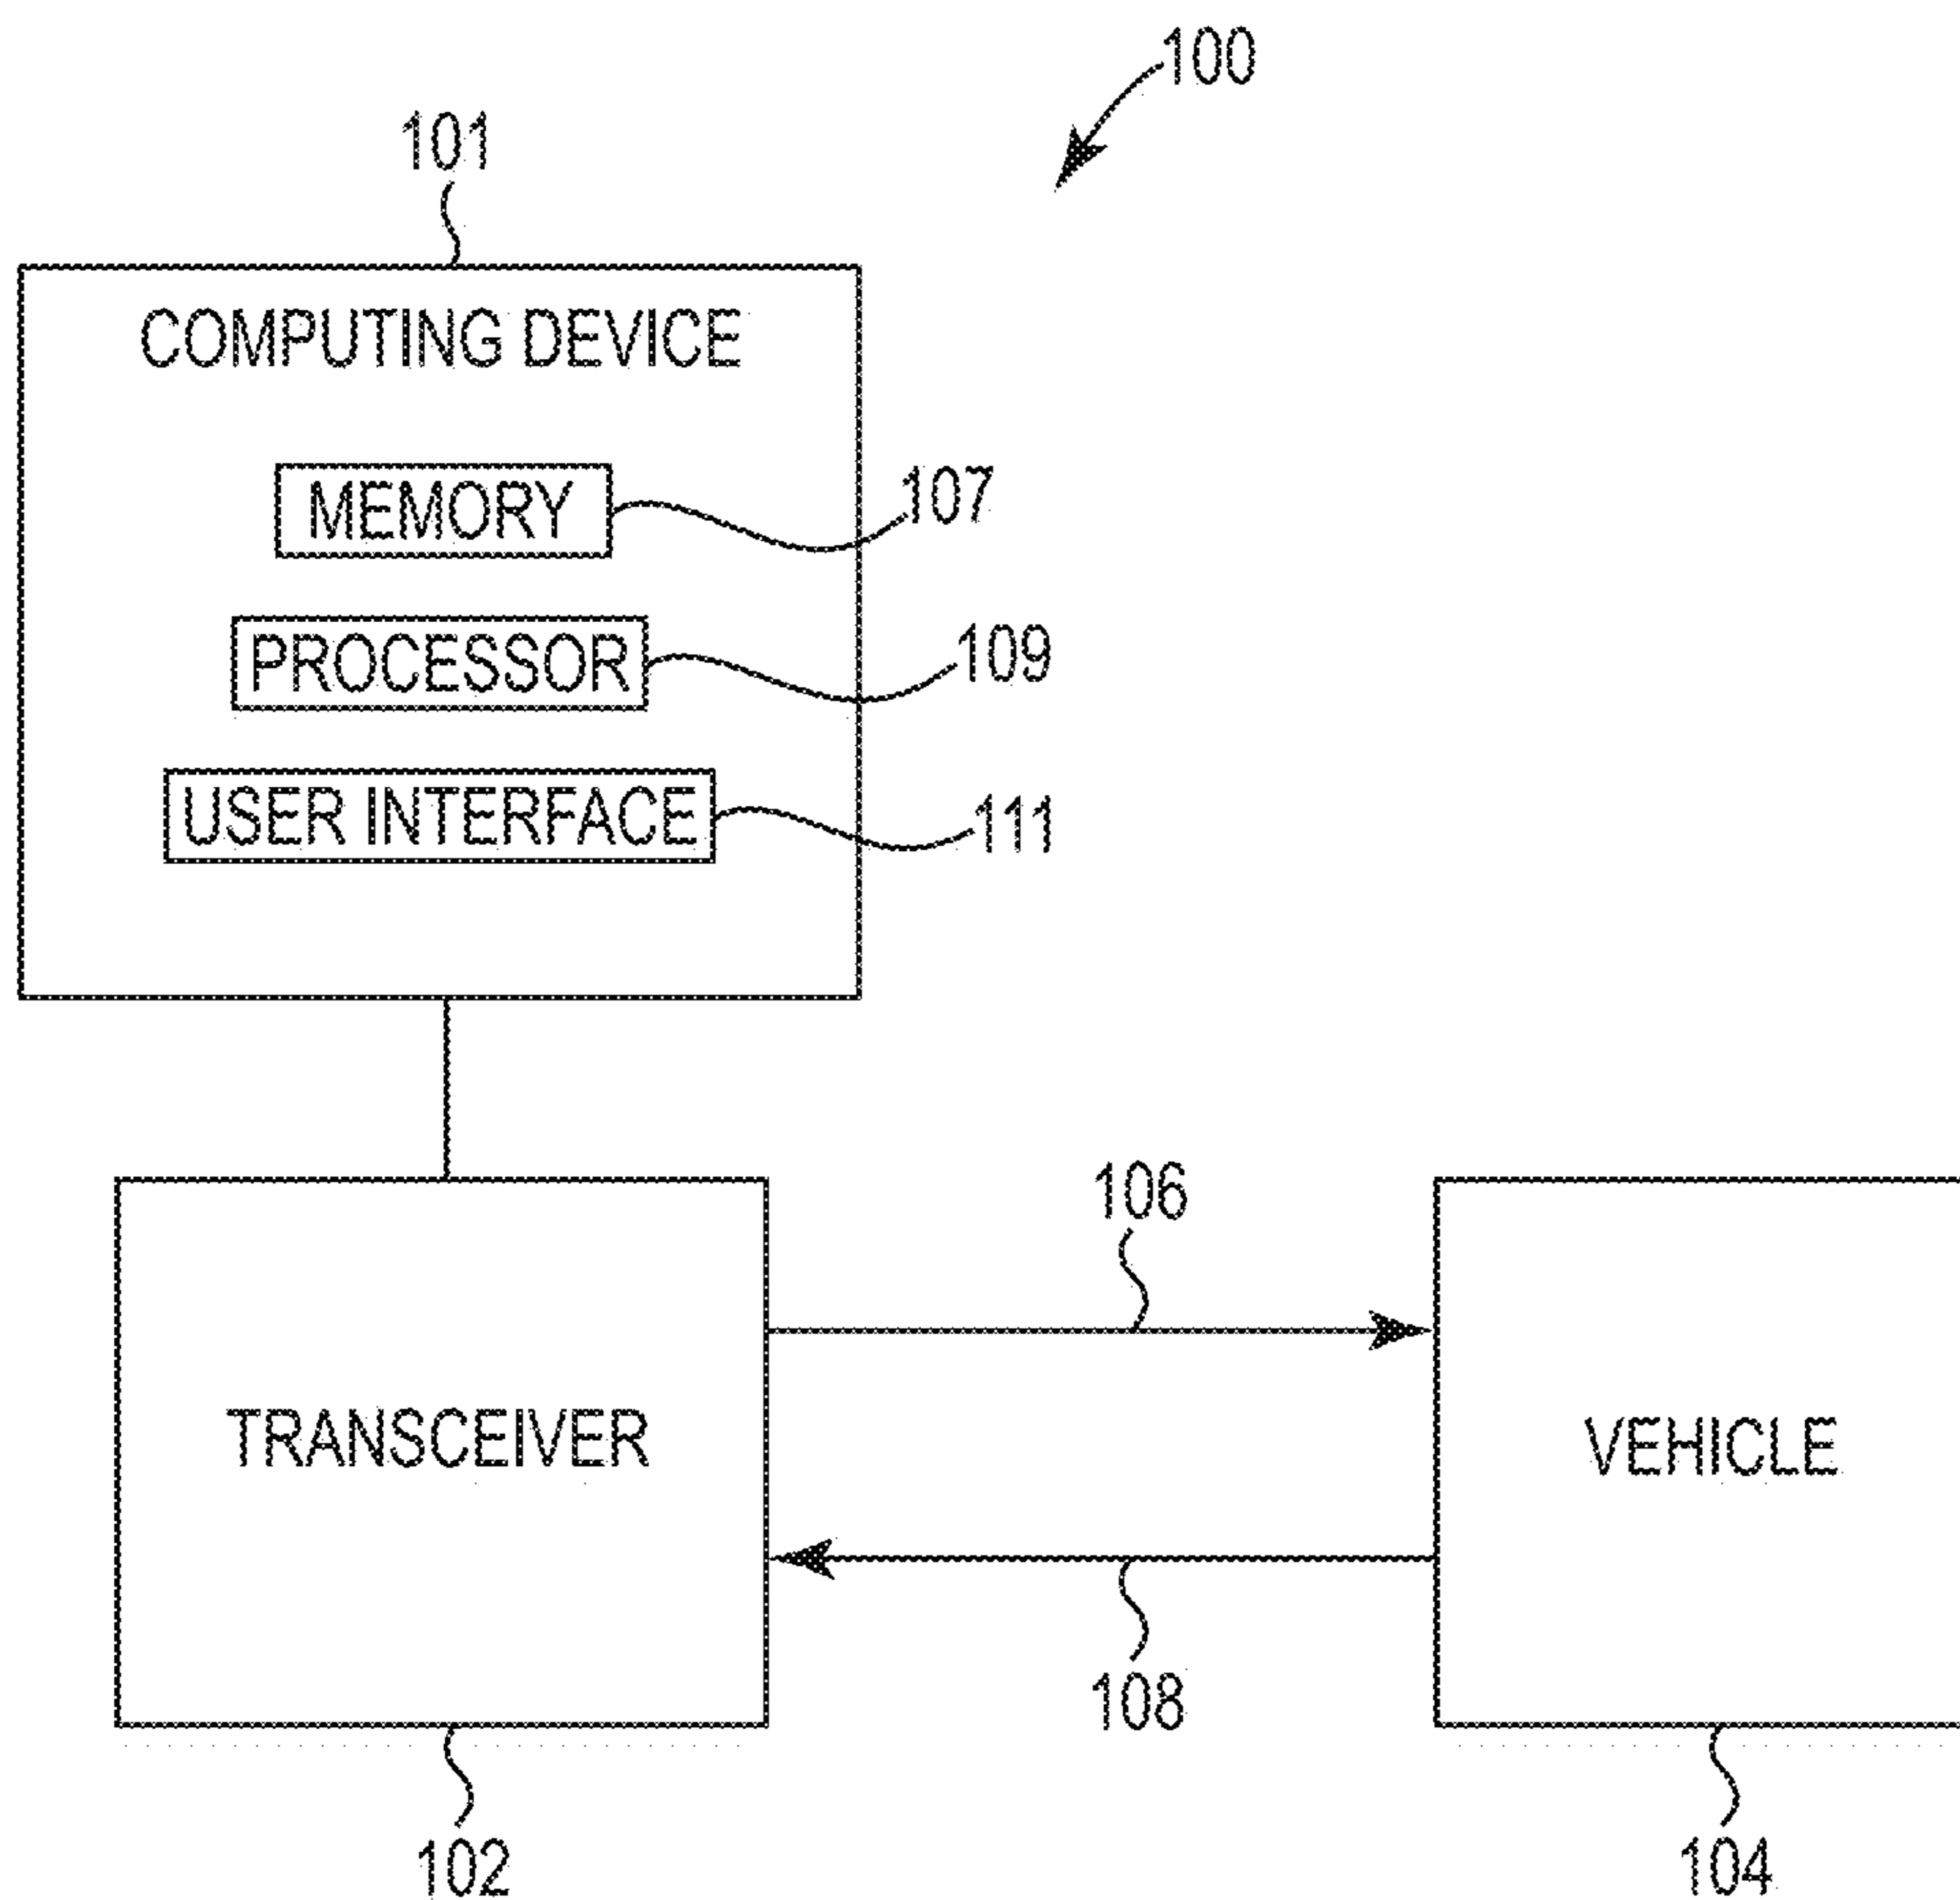 100
101
COMPUTING DEVICE
MEMORY
107
PROCESSOR
109
USER INTERFACE
111
106
TRANSCEIVER
VEHICLE
108
102
104